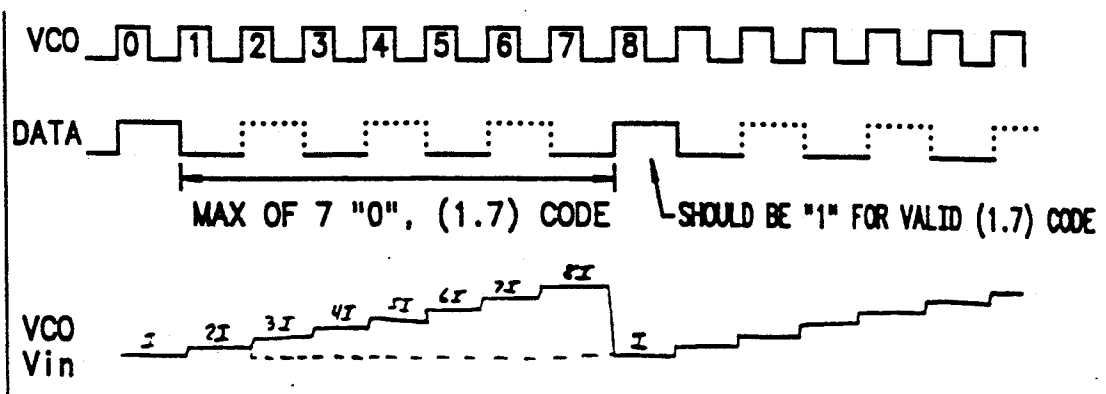 VCO 0 1 2 3 4 5 6 7 8
DATA
MAX OF 7 "0", (1.7) CODE
SHOULD BE "1" FOR VALID (1.7) CODE
VCO
Vin
I 2I 3I 4I 5I 6I 7I 8I I